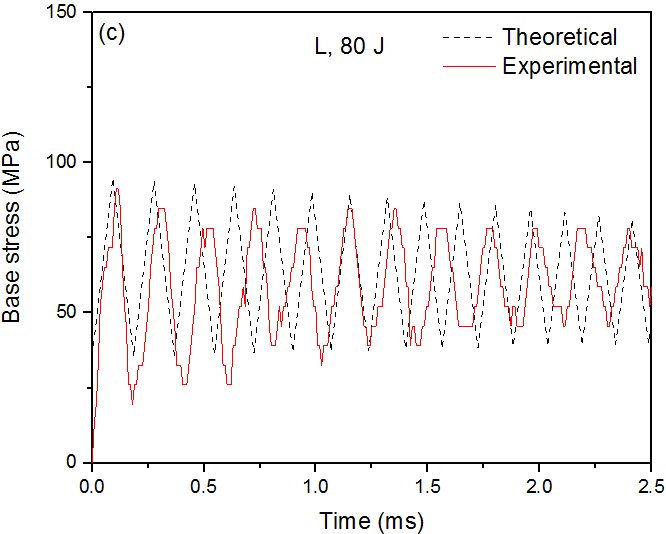 150
(c)
L, 80 J
Theoretical
Experimental
100
50
0
Base stress (MPa)
0.0 0.5 1.0 1.5 2.0 2.5
Time (ms)